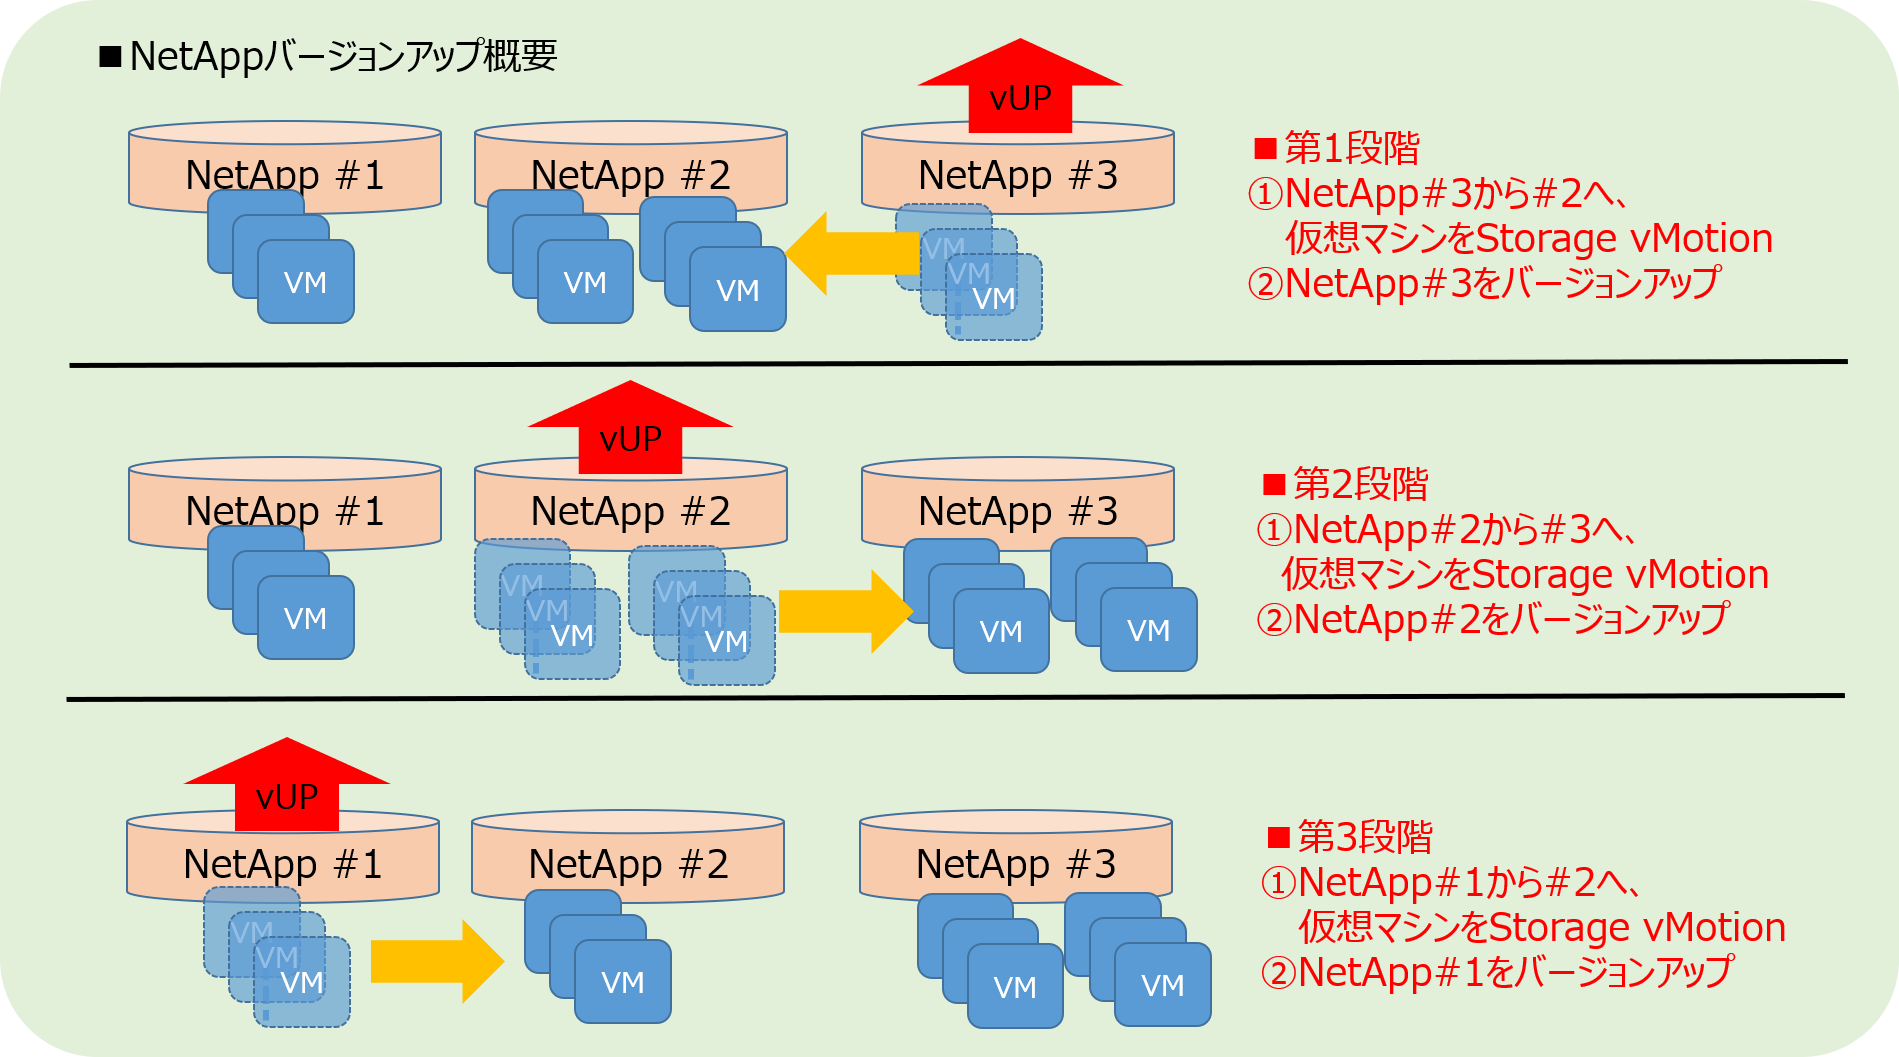 ■NetAppバージョンアップ概要
vUP
NetApp #1
NetApp #2
NetApp #3
VM
VM
VM
VM
VM
VM
■第1段階
①NetApp#3から#2へ、
仮想マシンをStorage vMotion
②NetApp#3をバージョンアップ
vUP
NetApp #1
NetApp #2
NetApp #3
VM
VM
VM
VM
VM
VM
VM
VM
VM
■第2段階
①NetApp#2から#3へ、
仮想マシンをStorage vMotion
②NetApp#2をバージョンアップ
vUP
NetApp #1
NetApp #2
NetApp #3
VM
VM
VM
VM
VM
VM
■第3段階
①NetApp#1から#2へ、
仮想マシンをStorage vMotion
②NetApp#1をバージョンアップ